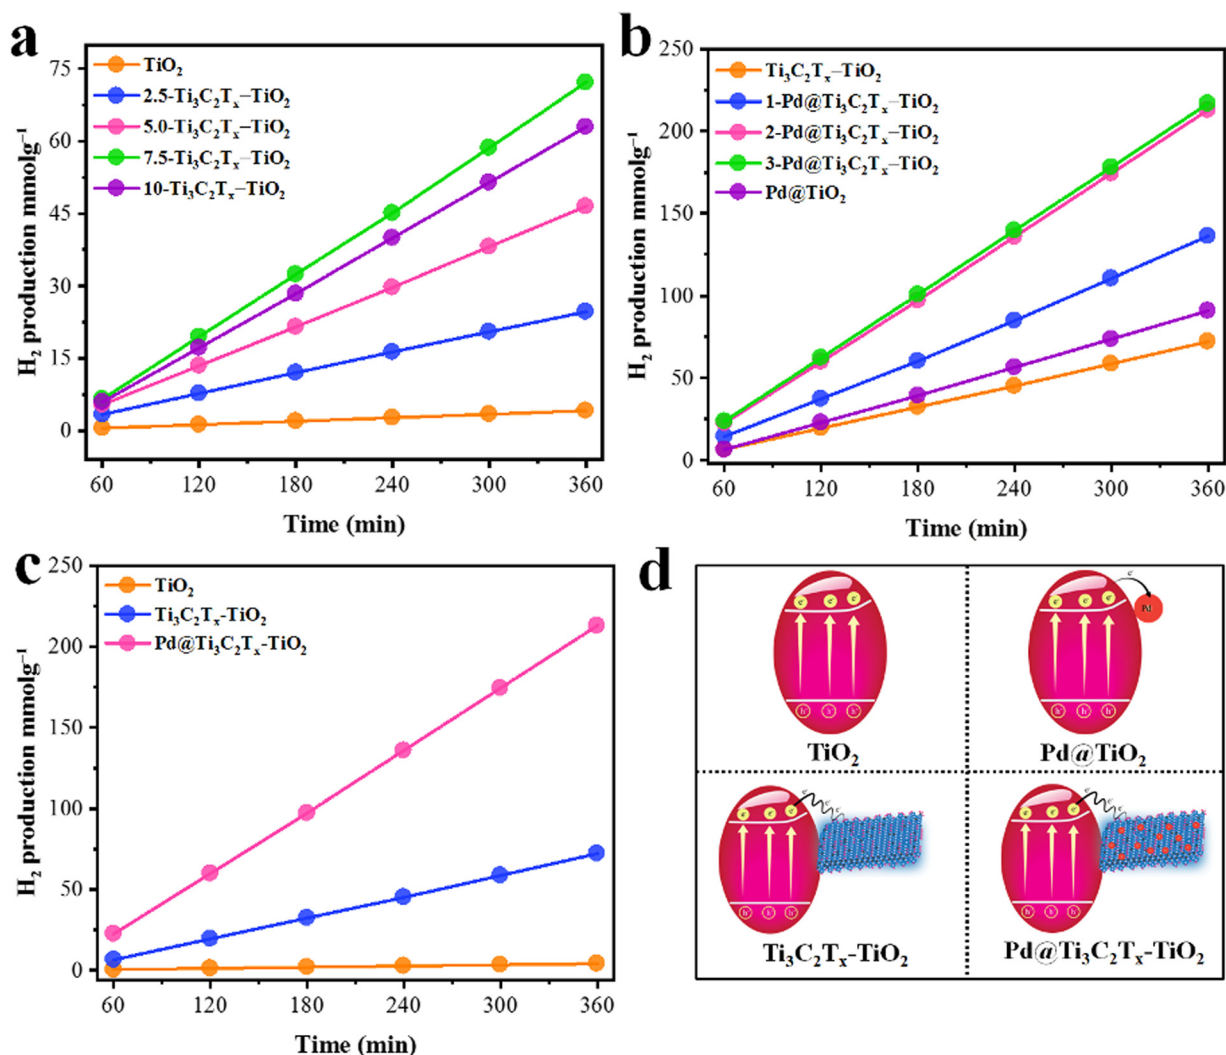 a
75
60
45
30
15
0
H₂ production mmolg⁻¹
TiO₂
2.5-Ti₃C₂Tₓ–TiO₂
5.0-Ti₃C₂Tₓ–TiO₂
7.5-Ti₃C₂Tₓ–TiO₂
10-Ti₃C₂Tₓ–TiO₂
60 120 180 240 300 360
Time (min)
b
250
200
150
100
50
0
H₂ production mmolg⁻¹
Ti₃C₂Tₓ–TiO₂
1-Pd@Ti₃C₂Tₓ–TiO₂
2-Pd@Ti₃C₂Tₓ–TiO₂
3-Pd@Ti₃C₂Tₓ–TiO₂
Pd@TiO₂
60 120 180 240 300 360
Time (min)
c
250
200
150
100
50
0
H₂ production mmolg⁻¹
TiO₂
Ti₃C₂Tₓ-TiO₂
Pd@Ti₃C₂Tₓ-TiO₂
60 120 180 240 300 360
Time (min)
d
e⁻ e⁻ e⁻
h⁺ h⁺ h⁺
TiO₂
e⁻
e⁻ e⁻ e⁻
Pd
h⁺ h⁺ h⁺
Pd@TiO₂
e⁻ e⁻
e⁻ e⁻ e⁻
h⁺ h⁺ h⁺
Ti₃C₂Tₓ-TiO₂
e⁻ e⁻
e⁻ e⁻ e⁻
h⁺ h⁺ h⁺
Pd@Ti₃C₂Tₓ-TiO₂